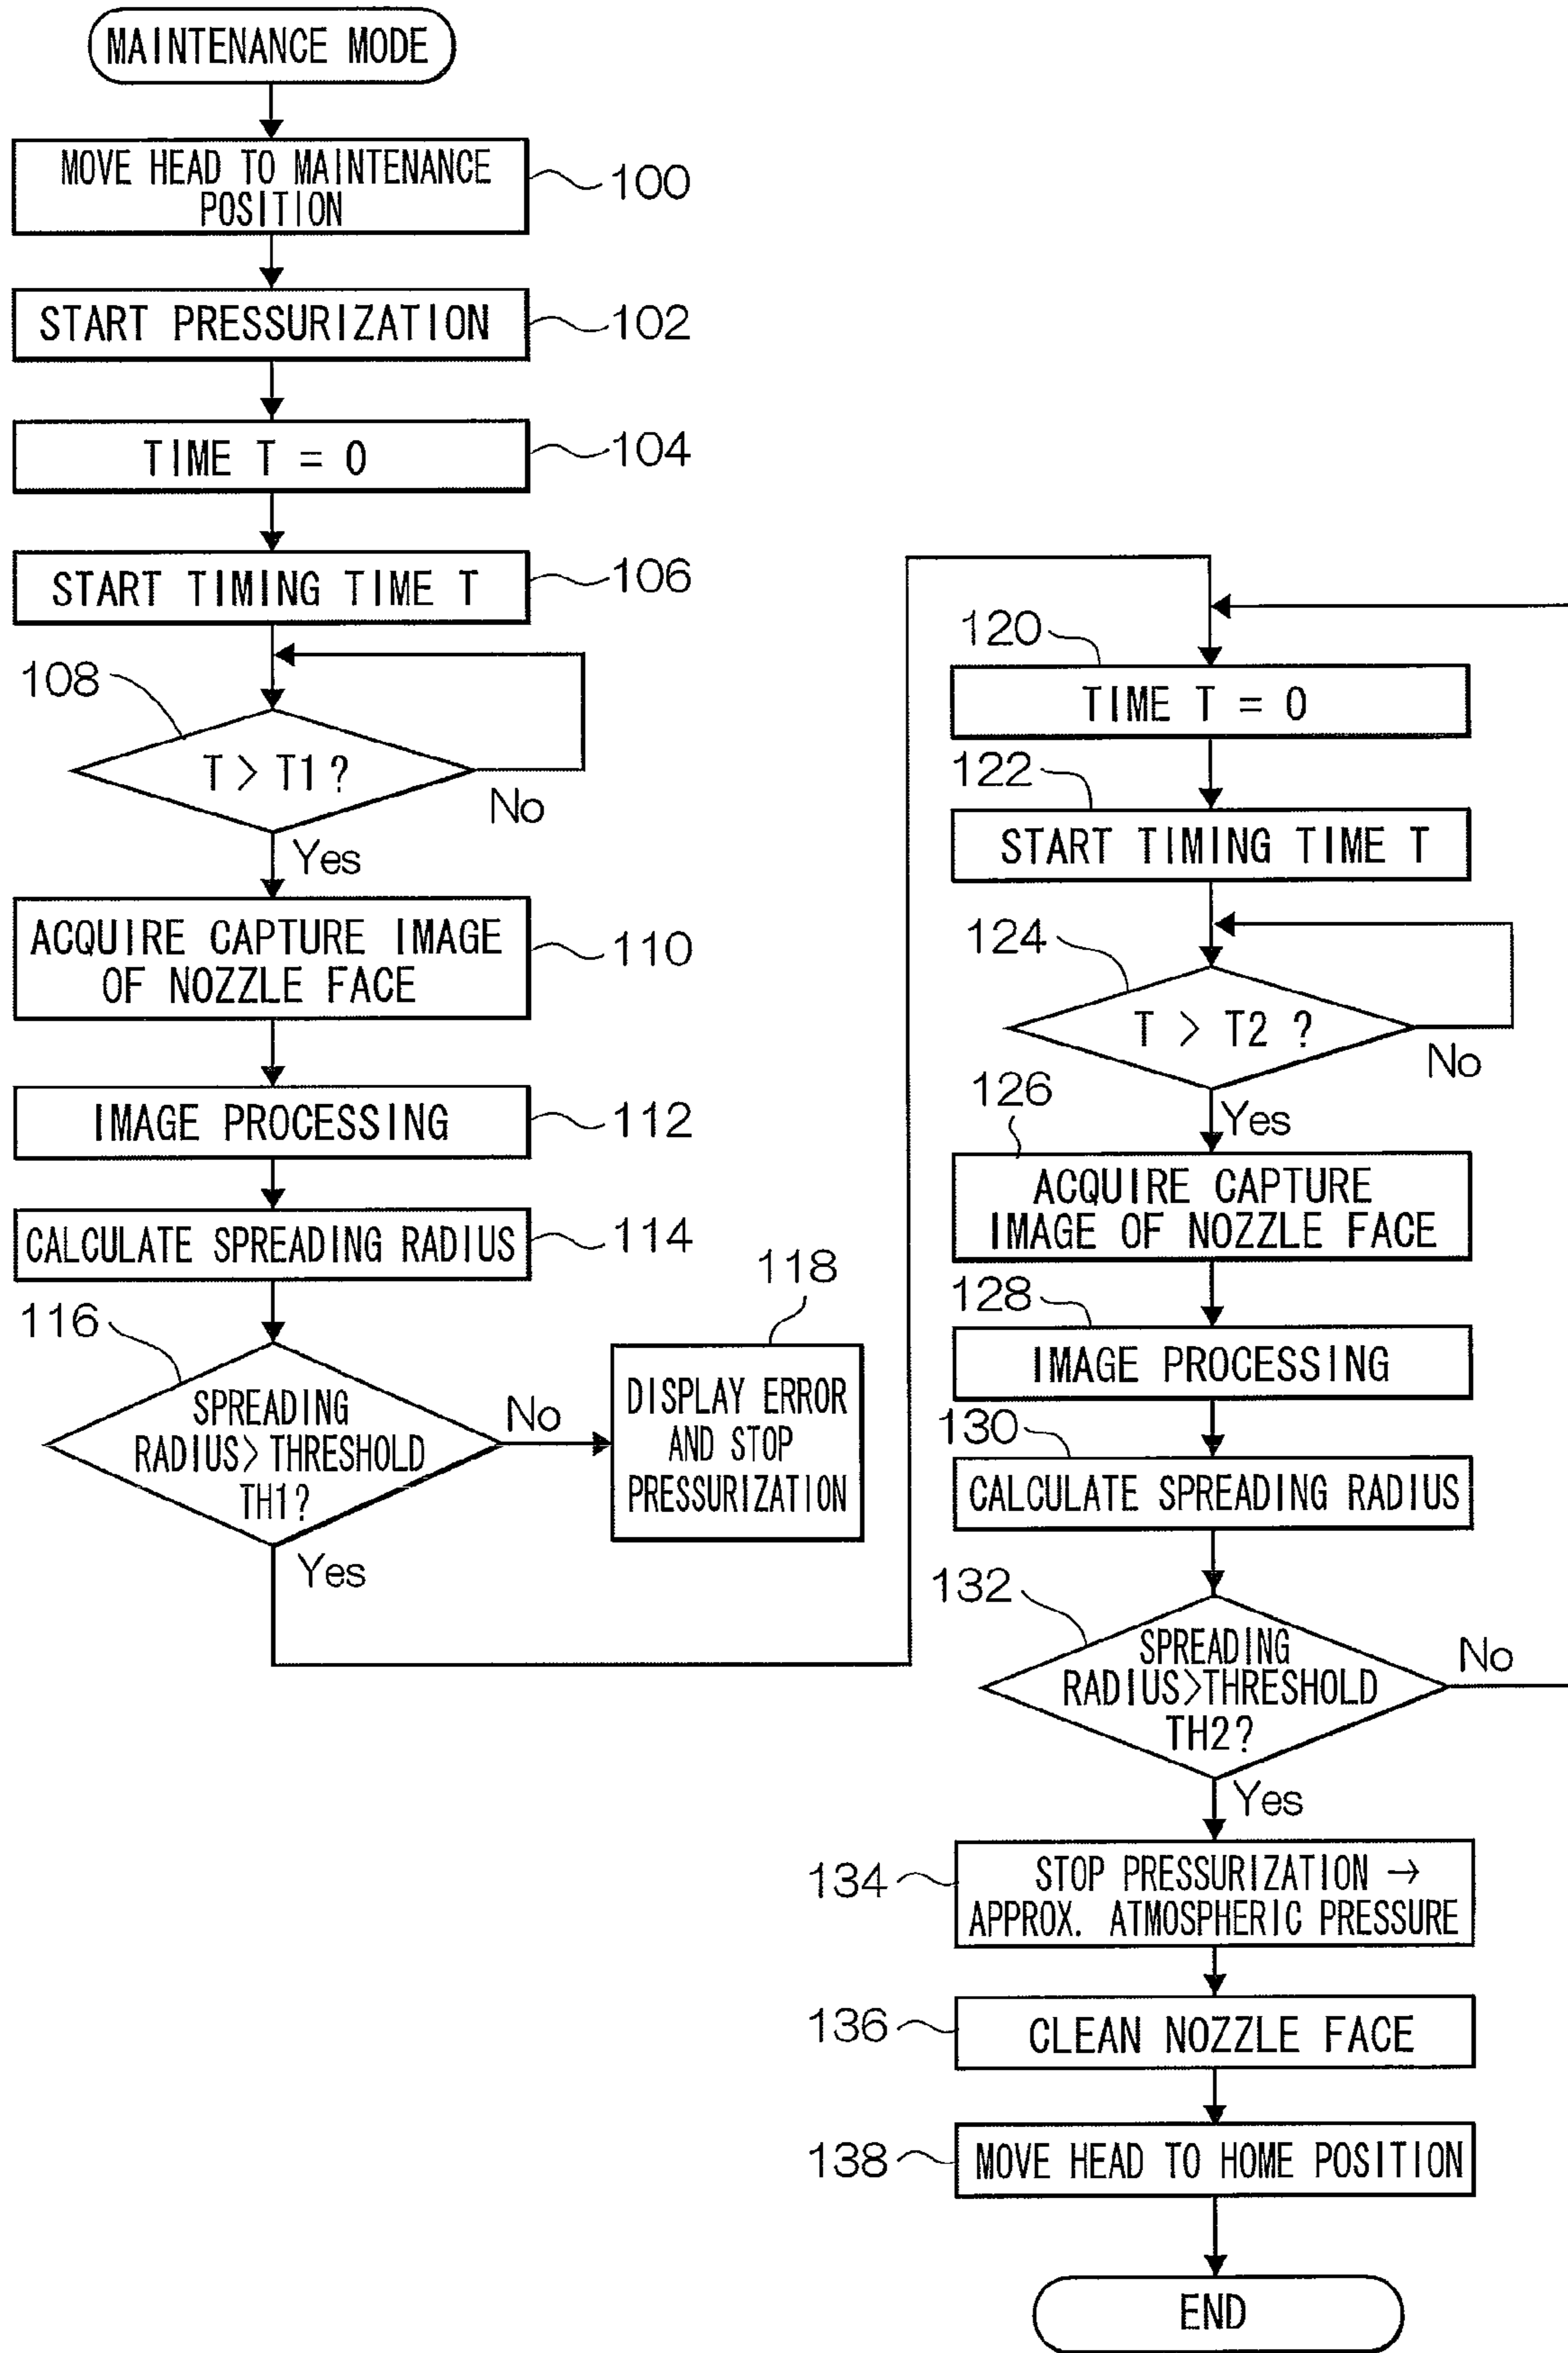 MAINTENANCE MODE
MOVE HEAD TO MAINTENANCE
POSITION
100
START PRESSURIZATION
102
TIME T = 0
104
START TIMING TIME T
106
108
T > T1 ?
No
Yes
ACQUIRE CAPTURE IMAGE
OF NOZZLE FACE
110
IMAGE PROCESSING
112
CALCULATE SPREADING RADIUS
114
116
SPREADING
RADIUS> THRESHOLD
TH1?
No
Yes
118
DISPLAY ERROR
AND STOP
PRESSURIZATION
120
TIME T = 0
122
START TIMING TIME T
124
T > T2 ?
No
Yes
126
ACQUIRE CAPTURE
IMAGE OF NOZZLE FACE
128
IMAGE PROCESSING
130
CALCULATE SPREADING RADIUS
132
SPREADING
RADIUS>THRESHOLD
TH2?
No
Yes
134
STOP PRESSURIZATION →
APPROX. ATMOSPHERIC PRESSURE
136
CLEAN NOZZLE FACE
138
MOVE HEAD TO HOME POSITION
END